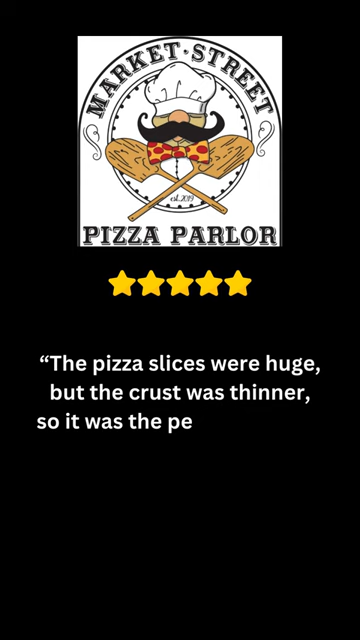 MARKET·STREET
est. 2019
PIZZA PARLOR
“The pizza slices were huge,
but the crust was thinner,
so it was the pe